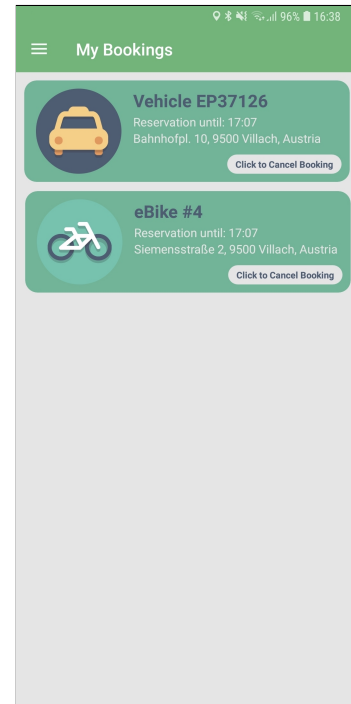 96% 16:38
My Bookings
Vehicle EP37126
Reservation until: 17:07
Bahnhofpl. 10, 9500 Villach, Austria
Click to Cancel Booking
eBike #4
Reservation until: 17:07
Siemensstraße 2, 9500 Villach, Austria
Click to Cancel Booking